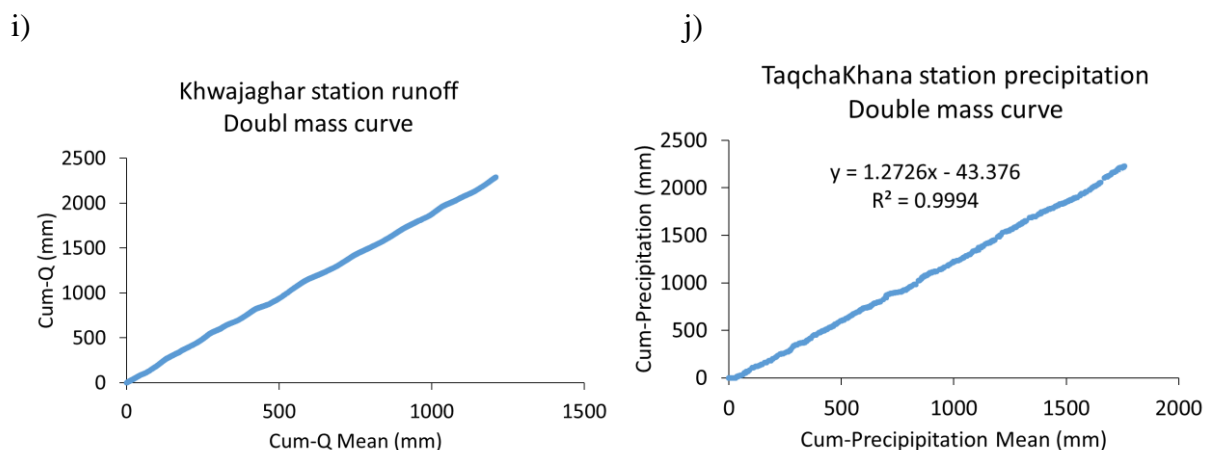 i)
Khwajaghar station runoff
Doubl mass curve
2500
2000
1500
1000
500
0
Cum-Q (mm)
0 500 1000 1500
Cum-Q Mean (mm)
j)
TaqchaKhana station precipitation
Double mass curve
y = 1.2726x - 43.376
R² = 0.9994
2500
2000
1500
1000
500
0
Cum-Precipitation (mm)
0 500 1000 1500 2000
Cum-Precipipitation Mean (mm)